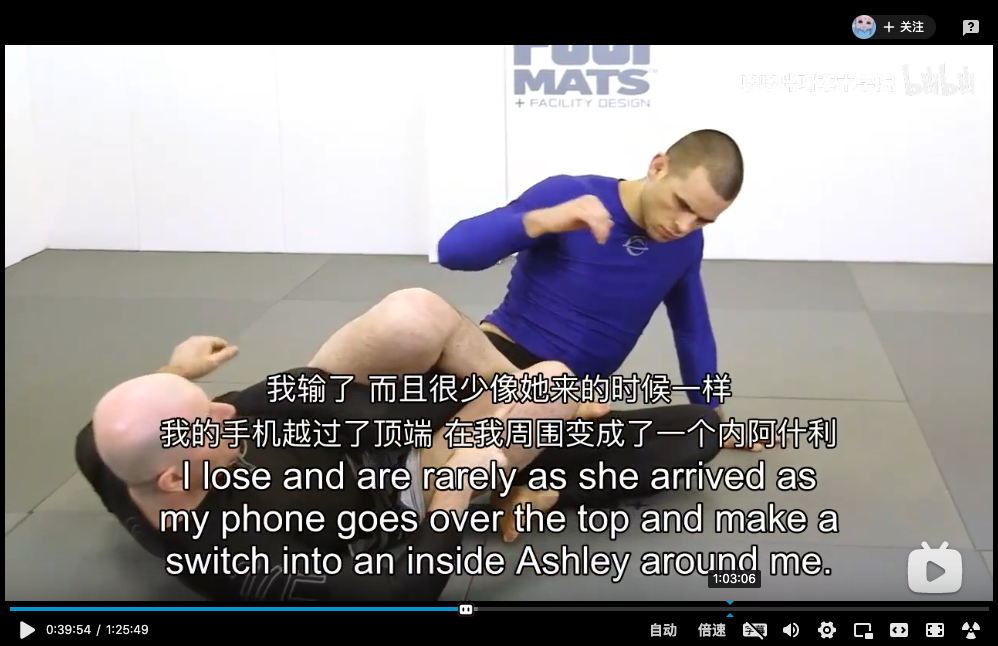 + 关注
?
MATS
+ FACILITY DESIGN
bilibili
我输了 而且很少像她来的时候一样
我的手机越过了顶端 在我周围变成了一个内阿什利
I lose and are rarely as she arrived as
my phone goes over the top and make a
switch into an inside Ashley around me.
1:03:06
0:39:54 / 1:25:49
自动
倍速